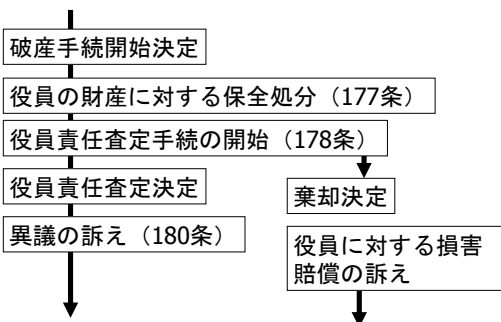 破産手続開始決定
役員の財産に対する保全処分（177条）
役員責任査定手続の開始（178条）
役員責任査定決定
棄却決定
異議の訴え（180条）
役員に対する損害
賠償の訴え